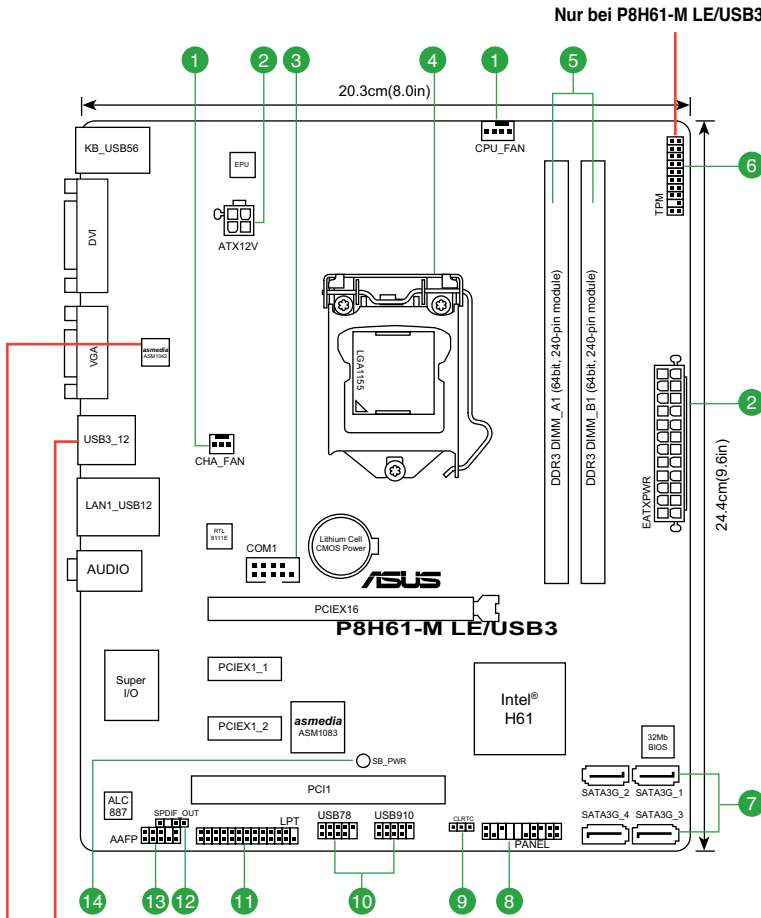 Nur bei P8H61-M LE/USB3
1
2
3
4
1
5
20.3cm(8.0in)
KB_USB56
CPU_FAN
EPU
6
TPM
DVI
ATX12V
DDR3 DIMM_A1 (64bit, 240-pin module)
DDR3 DIMM_B1 (64bit, 240-pin module)
VGA
asmedia
ASM1042
LGA1155
2
1
USB3_12
CHA_FAN
24.4cm(9.6in)
EATXPWR
LAN1_USB12
RTL
8111E
COM1
Lithium Cell
CMOS Power
AUDIO
ASUS
PCIEX16
P8H61-M LE/USB3
Super
I/O
PCIEX1_1
Intel®
H61
PCIEX1_2
asmedia
ASM1083
32Mb
BIOS
SB_PWR
PCI1
SATA3G_2
SATA3G_1
7
ALC
887
SPDIF_OUT
AAFP
LPT
USB78
USB910
CLRTC
PANEL
SATA3G_4
SATA3G_3
14
13
12
11
10
9
8